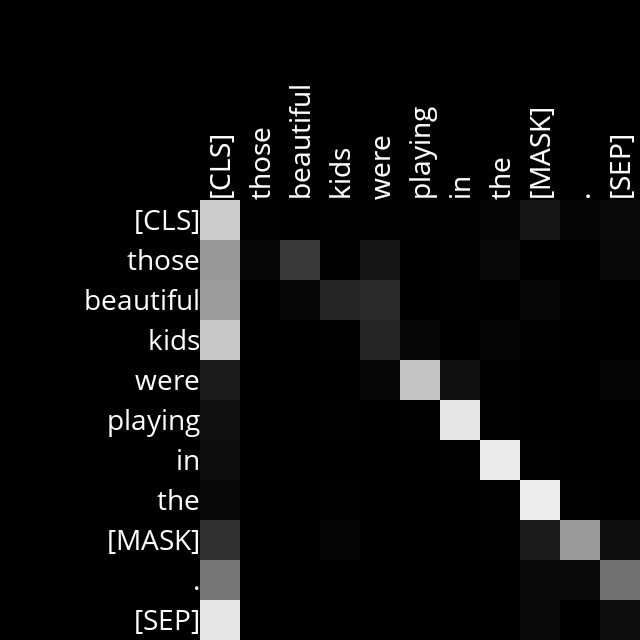 [CLS] those beautiful kids were playing in the [MASK] . [SEP]
[CLS]
those
beautiful
kids
were
playing
in
the
[MASK]
.
[SEP]